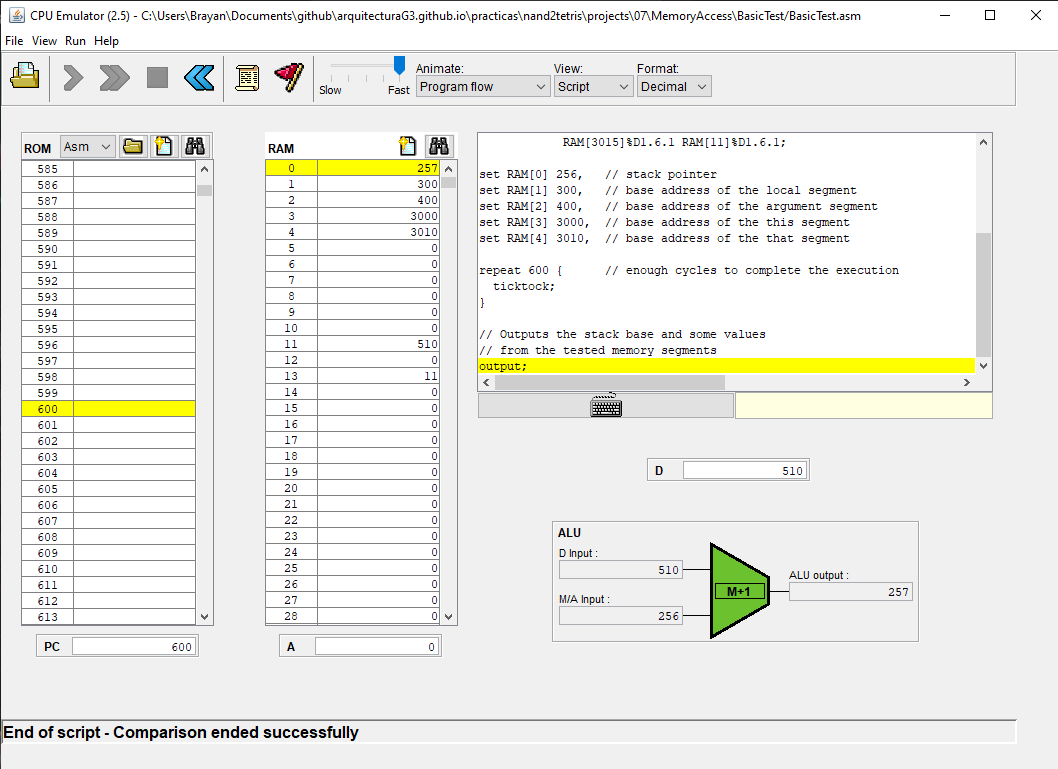 CPU Emulator (2.5) - C:\Users\Brayan\Documents\github\arquitecturaG3.github.io\practicas\nand2tetris\projects\07\MemoryAccess\BasicTest/BasicTest.asm
File View Run Help
Slow Fast
Animate: View: Format:
Program flow Script Decimal
ROM Asm
585
586
587
588
589
590
591
592
593
594
595
596
597
598
599
600
601
602
603
604
605
606
607
608
609
610
611
612
613
PC 600
RAM
0 257
1 300
2 400
3 3000
4 3010
5 0
6 0
7 0
8 0
9 0
10 0
11 510
12 0
13 11
14 0
15 0
16 0
17 0
18 0
19 0
20 0
21 0
22 0
23 0
24 0
25 0
26 0
27 0
28 0
A 0
RAM[3015]%D1.6.1 RAM[11]%D1.6.1;
set RAM[0] 256,   // stack pointer
set RAM[1] 300,   // base address of the local segment
set RAM[2] 400,   // base address of the argument segment
set RAM[3] 3000,  // base address of the this segment
set RAM[4] 3010,  // base address of the that segment
repeat 600 {      // enough cycles to complete the execution
ticktock;
}
// Outputs the stack base and some values
// from the tested memory segments
output;
D 510
ALU
D Input :
510
M/A Input :
256
M+1
ALU output :
257
End of script - Comparison ended successfully